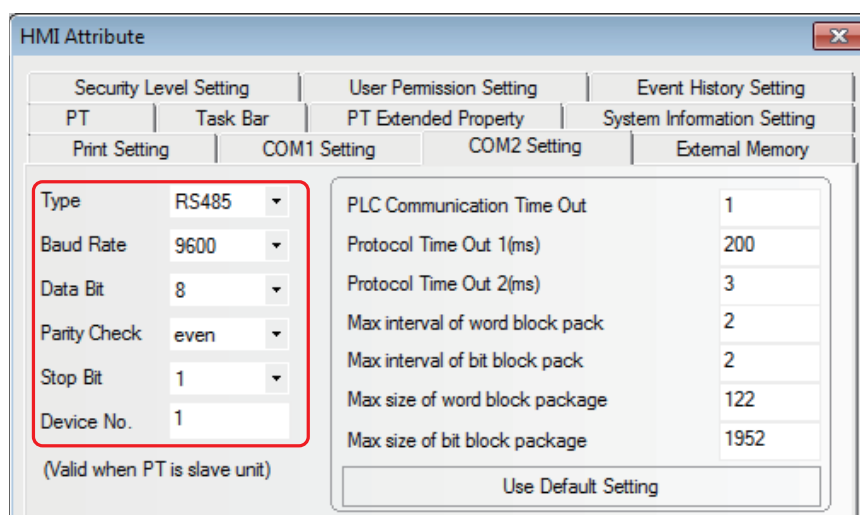 HMI Attribute
Security Level Setting User Permission Setting Event History Setting
PT Task Bar PT Extended Property System Information Setting
Print Setting COM1 Setting COM2 Setting External Memory
Type RS485
Baud Rate 9600
Data Bit 8
Parity Check even
Stop Bit 1
Device No. 1
(Valid when PT is slave unit)
PLC Communication Time Out 1
Protocol Time Out 1(ms) 200
Protocol Time Out 2(ms) 3
Max interval of word block pack 2
Max interval of bit block pack 2
Max size of word block package 122
Max size of bit block package 1952
Use Default Setting